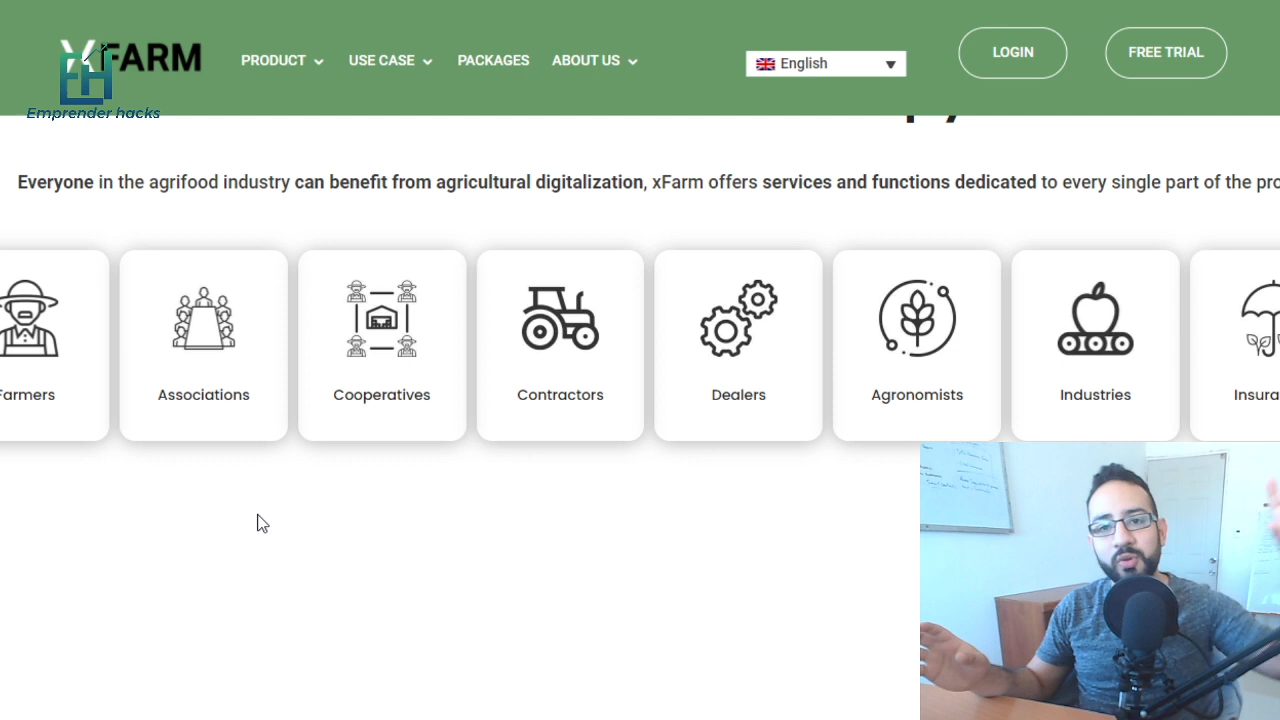 XFARM
PRODUCT
USE CASE
PACKAGES
ABOUT US
English
LOGIN
FREE TRIAL
EH
Emprender hacks
Everyone in the agrifood industry can benefit from agricultural digitalization, xFarm offers services and functions dedicated to every single part of the pro
Farmers
Associations
Cooperatives
Contractors
Dealers
Agronomists
Industries
Insura